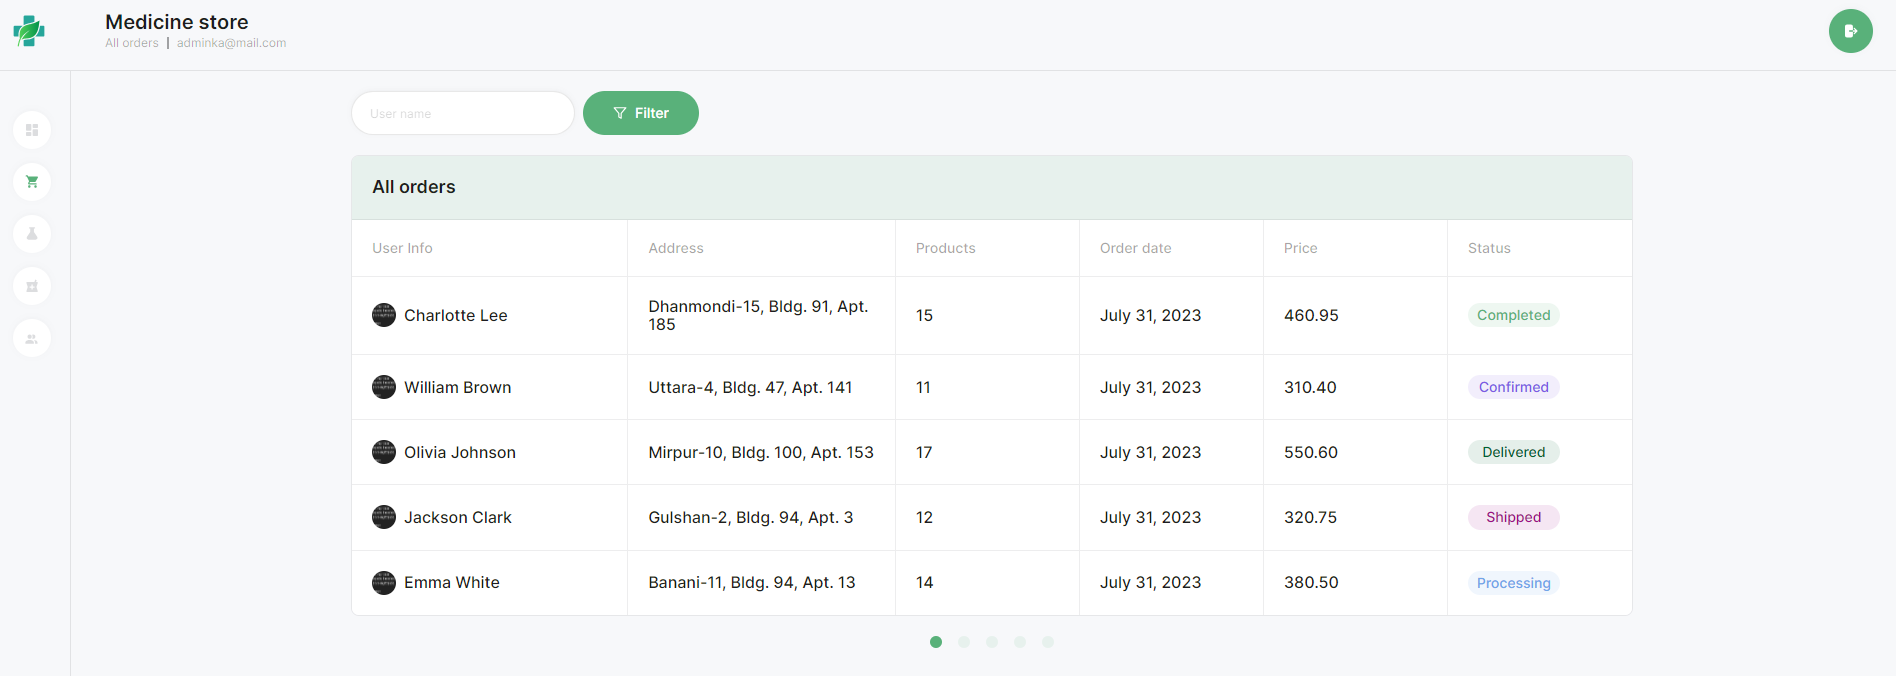 Medicine store
All orders | adminka@mail.com
User name
Filter
All orders
User Info Address Products Order date Price Status
Charlotte Lee Dhanmondi-15, Bldg. 91, Apt. 185 15 July 31, 2023 460.95 Completed
William Brown Uttara-4, Bldg. 47, Apt. 141 11 July 31, 2023 310.40 Confirmed
Olivia Johnson Mirpur-10, Bldg. 100, Apt. 153 17 July 31, 2023 550.60 Delivered
Jackson Clark Gulshan-2, Bldg. 94, Apt. 3 12 July 31, 2023 320.75 Shipped
Emma White Banani-11, Bldg. 94, Apt. 13 14 July 31, 2023 380.50 Processing